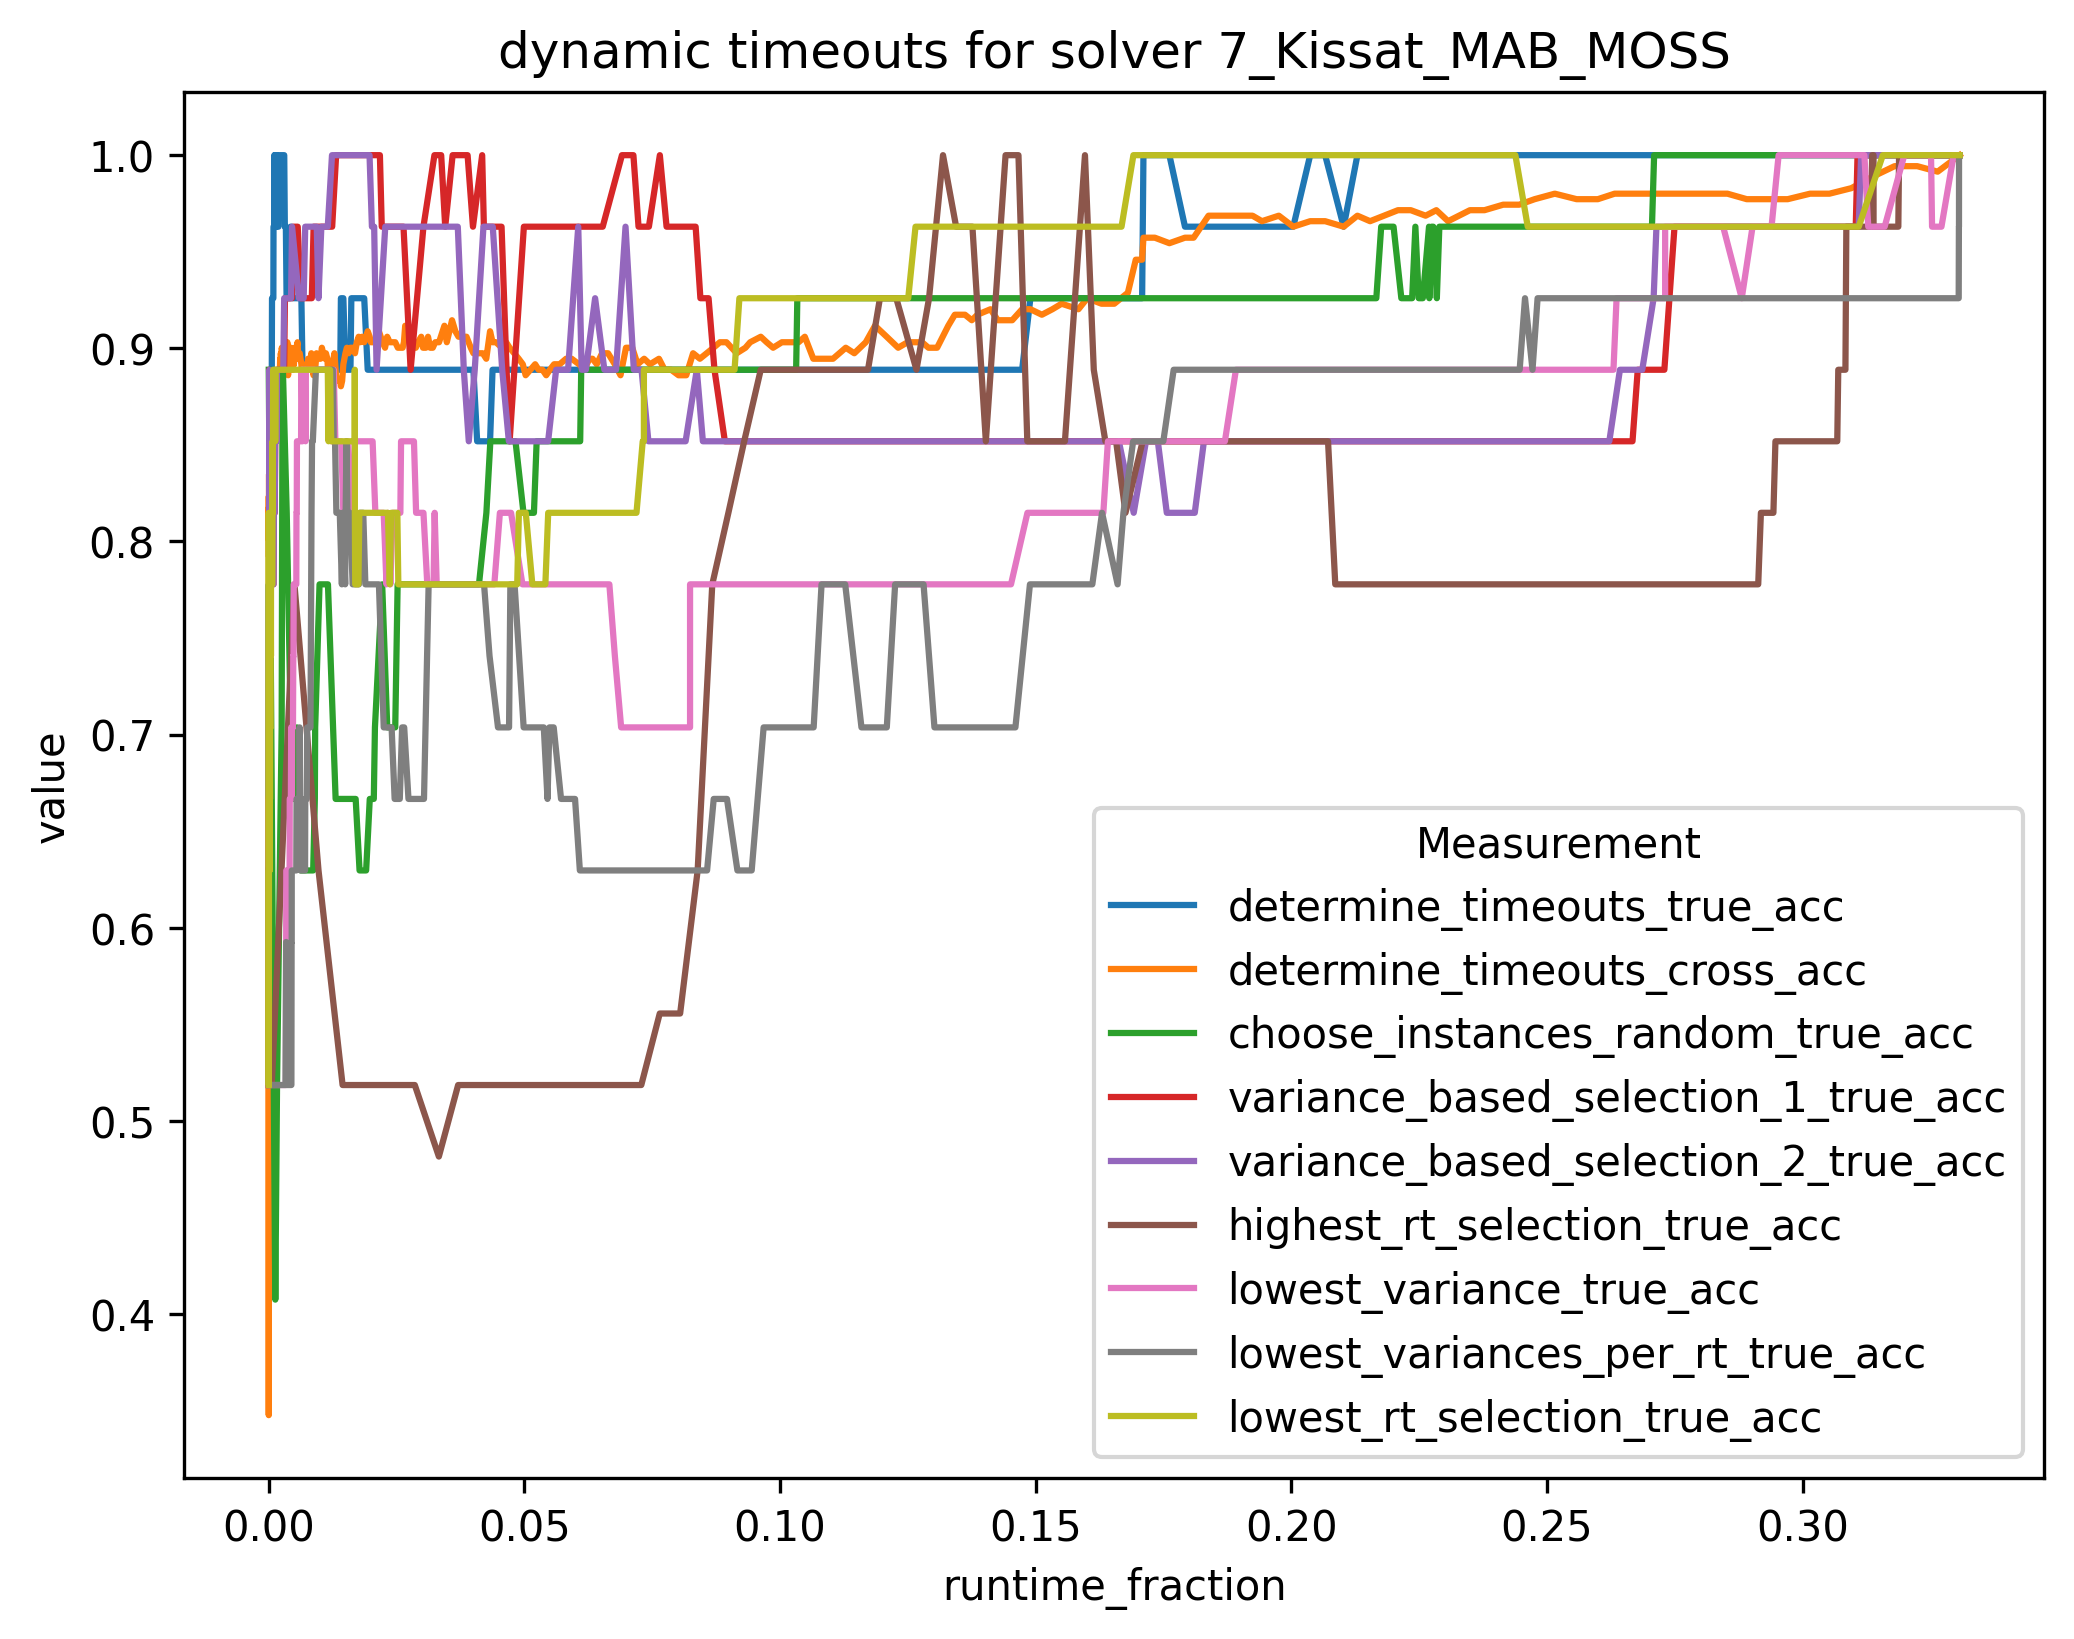 dynamic timeouts for solver 7_Kissat_MAB_MOSS
1.0
0.9
0.8
0.7
0.6
0.5
0.4
value
0.00 0.05 0.10 0.15 0.20 0.25 0.30
runtime_fraction
Measurement
determine_timeouts_true_acc
determine_timeouts_cross_acc
choose_instances_random_true_acc
variance_based_selection_1_true_acc
variance_based_selection_2_true_acc
highest_rt_selection_true_acc
lowest_variance_true_acc
lowest_variances_per_rt_true_acc
lowest_rt_selection_true_acc